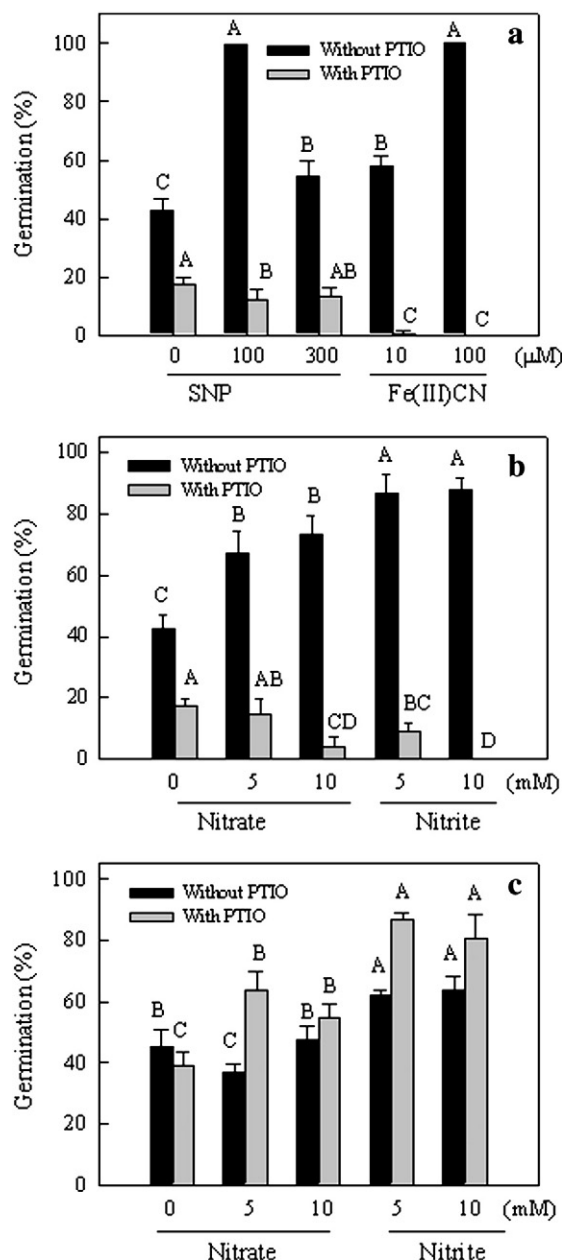 a
A
A
100
Without PTIO
With PTIO
Germination (%)
80
60
B
B
C
40
20
A
B
AB
C
C
0
0 100 300 10 100 (μM)
SNP Fe(III)CN
b
100
Without PTIO
With PTIO
Germination (%)
A
A
80
B
B
60
C
40
20
A
AB
CD
BC
D
0
0 5 10 5 10 (mM)
Nitrate Nitrite
c
100
Without PTIO
With PTIO
Germination (%)
A
A
80
B
A
A
60
B
C
C
B
B
40
20
0
0 5 10 5 10 (mM)
Nitrate Nitrite